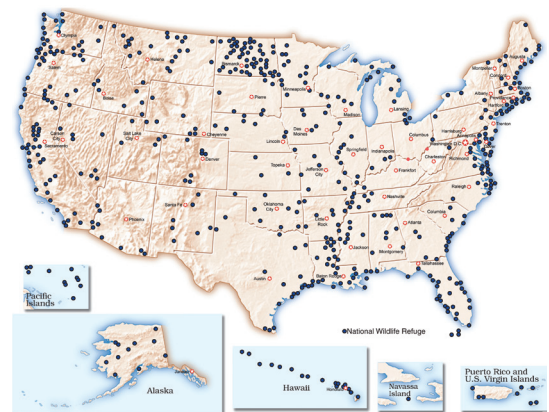 Olympia
Salem
Helena
Boise
Bismarck
Pierre
Minneapolis
Madison
Lansing
Montpelier
Augusta
Concord
Boston
Albany
Hartford
Trenton
Harrisburg
Annapolis
Washington D.C.
Columbus
Charleston
Richmond
Carson
City
Sacramento
Salt Lake
City
Cheyenne
Denver
Lincoln
Des
Moines
Springfield
Indianapolis
Frankfort
Topeka
Jefferson
City
Nashville
Raleigh
Santa Fe
Phoenix
Oklahoma
City
Little
Rock
Columbia
Atlanta
Jackson
Montgomery
Austin
Baton Rouge
Tallahassee
National Wildlife Refuge
Pacific
Islands
Alaska
Juneau
Hawaii
Honolulu
Navassa
Island
Puerto Rico and
U.S. Virgin Islands